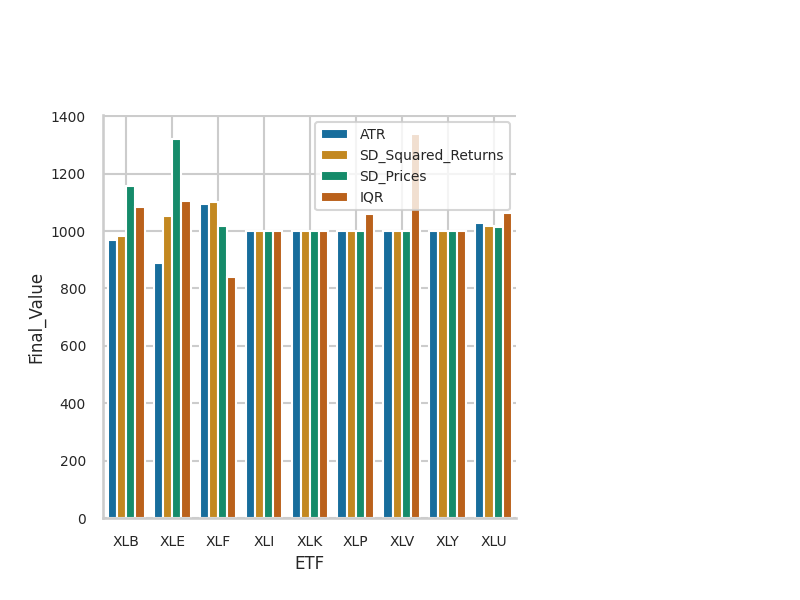 1400
1200
1000
800
600
400
200
0
Final_Value
ATR
SD_Squared_Returns
SD_Prices
IQR
XLB XLE XLF XLI XLK XLP XLV XLY XLU
ETF